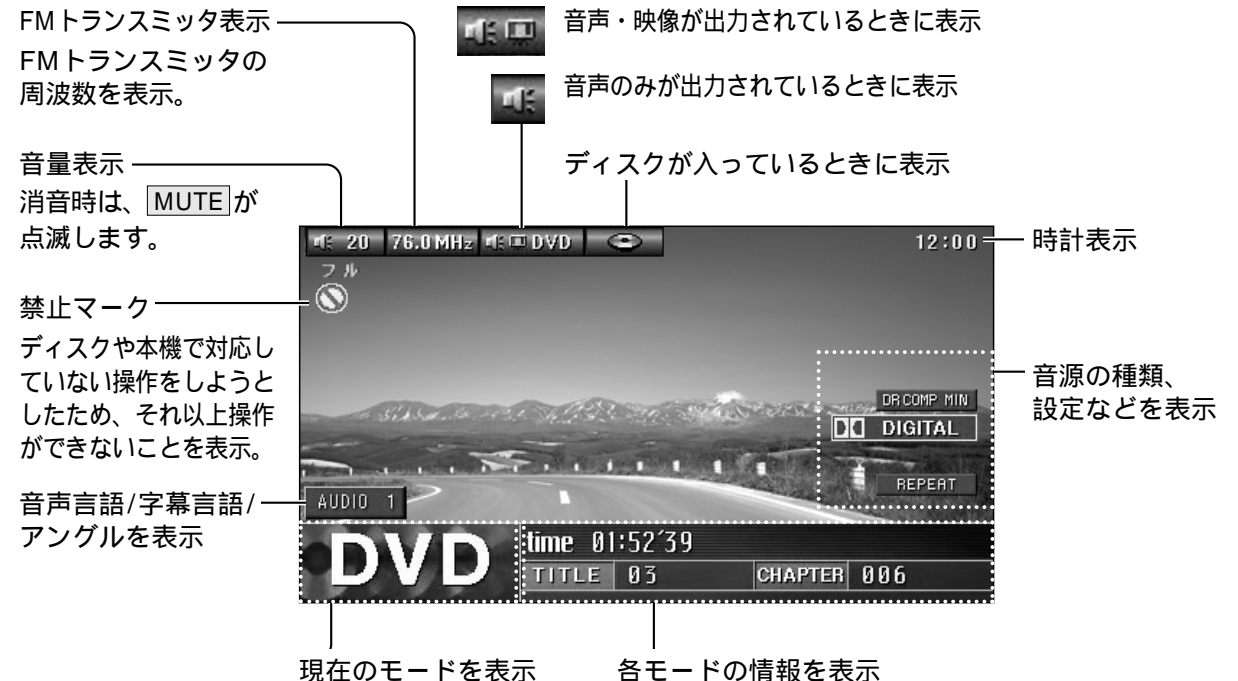 FMトランスミッタ表示
FMトランスミッタの
周波数を表示。
音声・映像が出力されているときに表示
音声のみが出力されているときに表示
音量表示
消音時は、MUTEが
点滅します。
ディスクが入っているときに表示
20 76.0MHz DVD 12:00
時計表示
フル
禁止マーク
ディスクや本機で対応し
ていない操作をしようと
したため、それ以上操作
ができないことを表示。
音源の種類、
設定などを表示
DR COMP MIN
DIGITAL
REPEAT
音声言語/字幕言語/
アングルを表示
AUDIO 1
DVD
time 01:52'39
TITLE 03 CHAPTER 006
現在のモードを表示
各モードの情報を表示